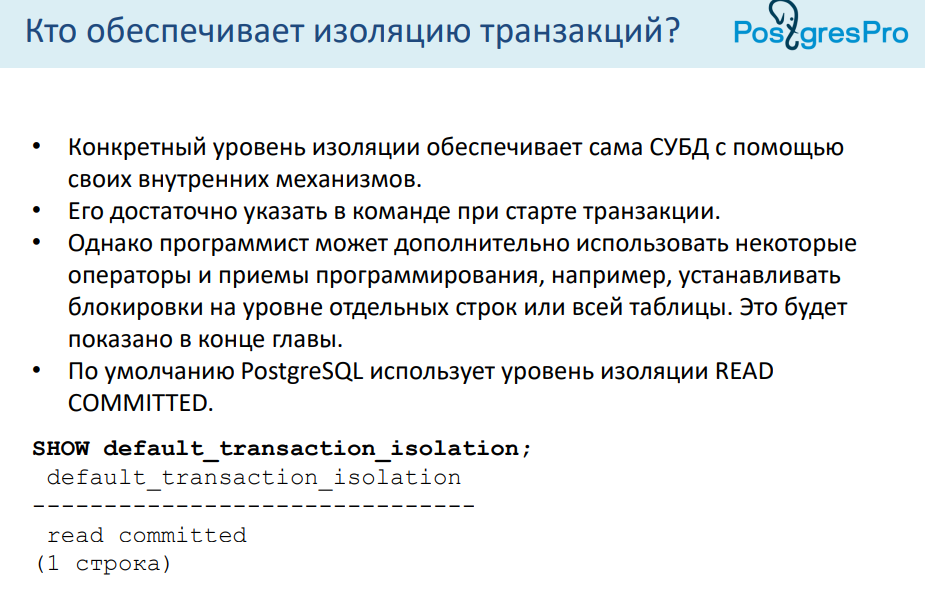 Кто обеспечивает изоляцию транзакций?
PostgresPro
• Конкретный уровень изоляции обеспечивает сама СУБД с помощью
своих внутренних механизмов.
• Его достаточно указать в команде при старте транзакции.
• Однако программист может дополнительно использовать некоторые
операторы и приемы программирования, например, устанавливать
блокировки на уровне отдельных строк или всей таблицы. Это будет
показано в конце главы.
• По умолчанию PostgreSQL использует уровень изоляции READ
COMMITTED.
SHOW default_transaction_isolation;
default_transaction_isolation
-------------------------------
read committed
(1 строка)